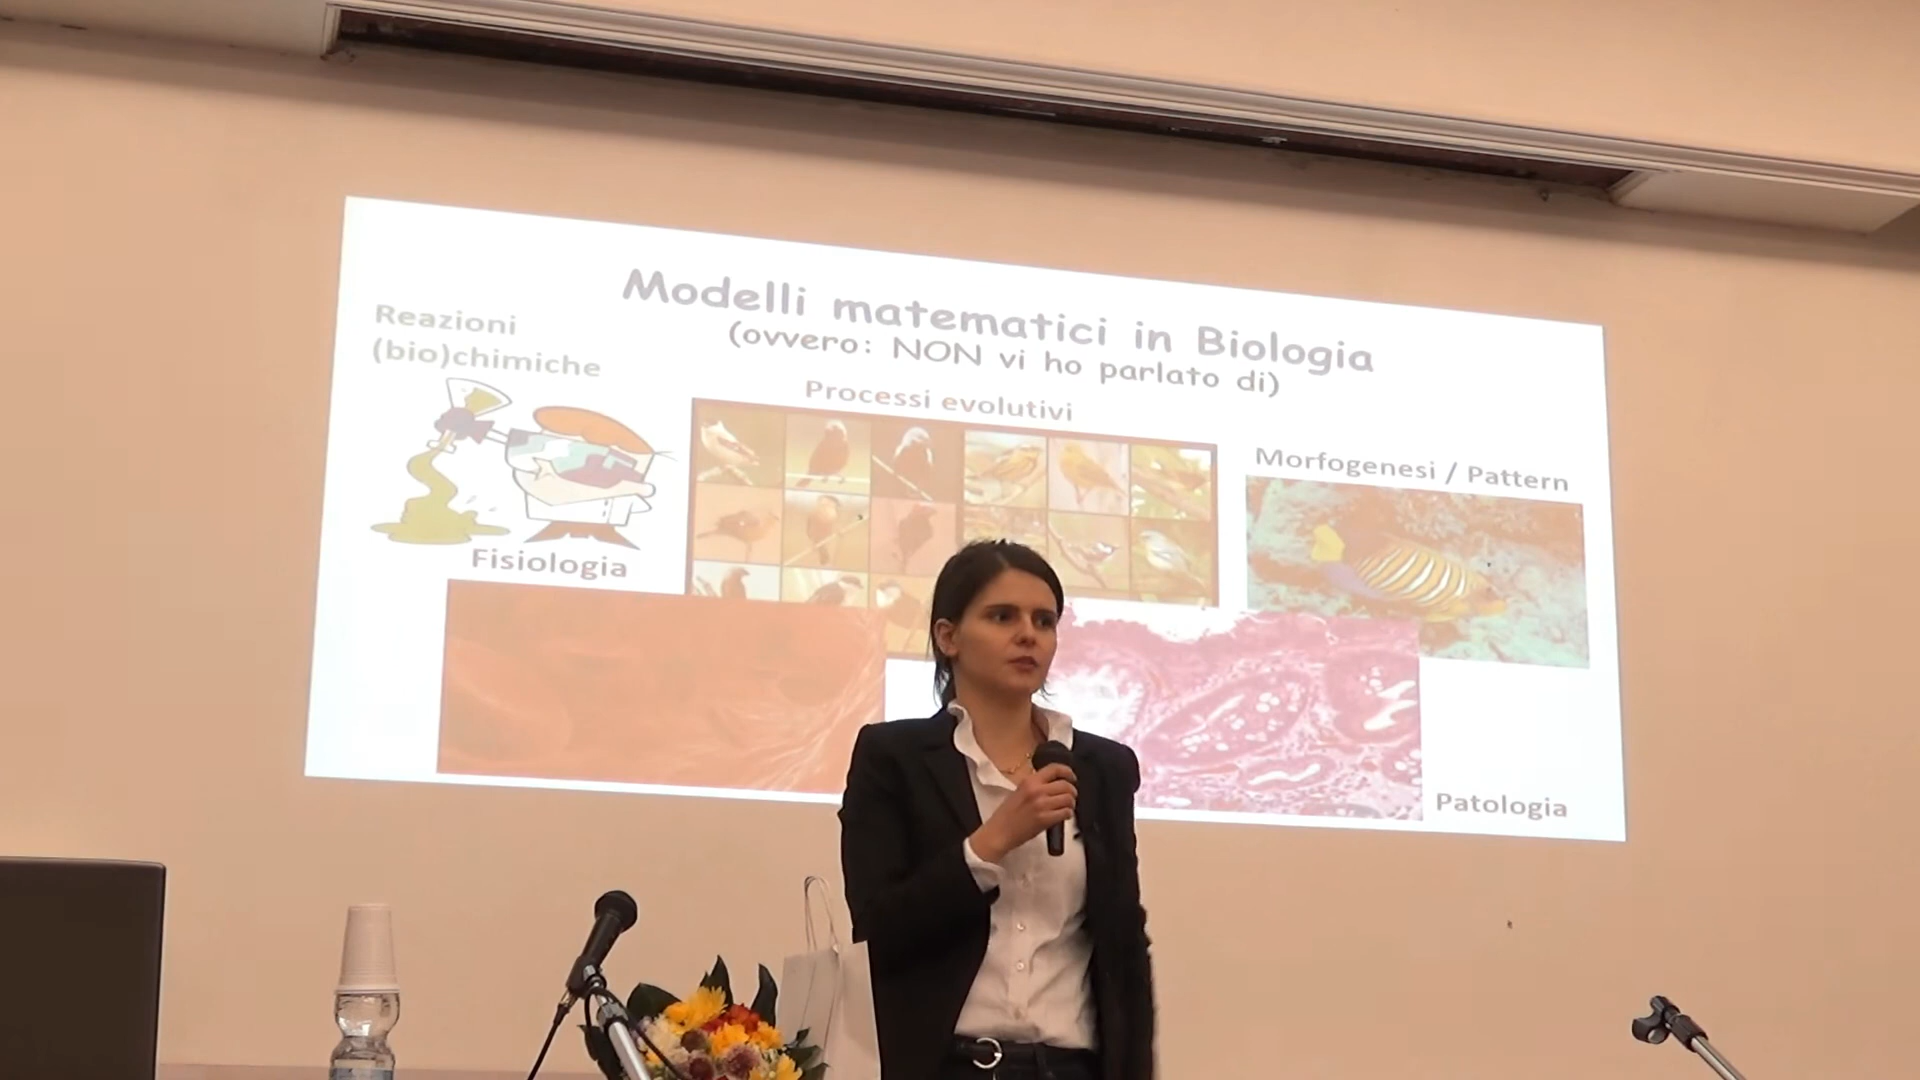 Modelli matematici in Biologia
(ovvero: NON vi ho parlato di)
Reazioni
(bio)chimiche
Processi evolutivi
Morfogenesi / Pattern
Fisiologia
Patologia